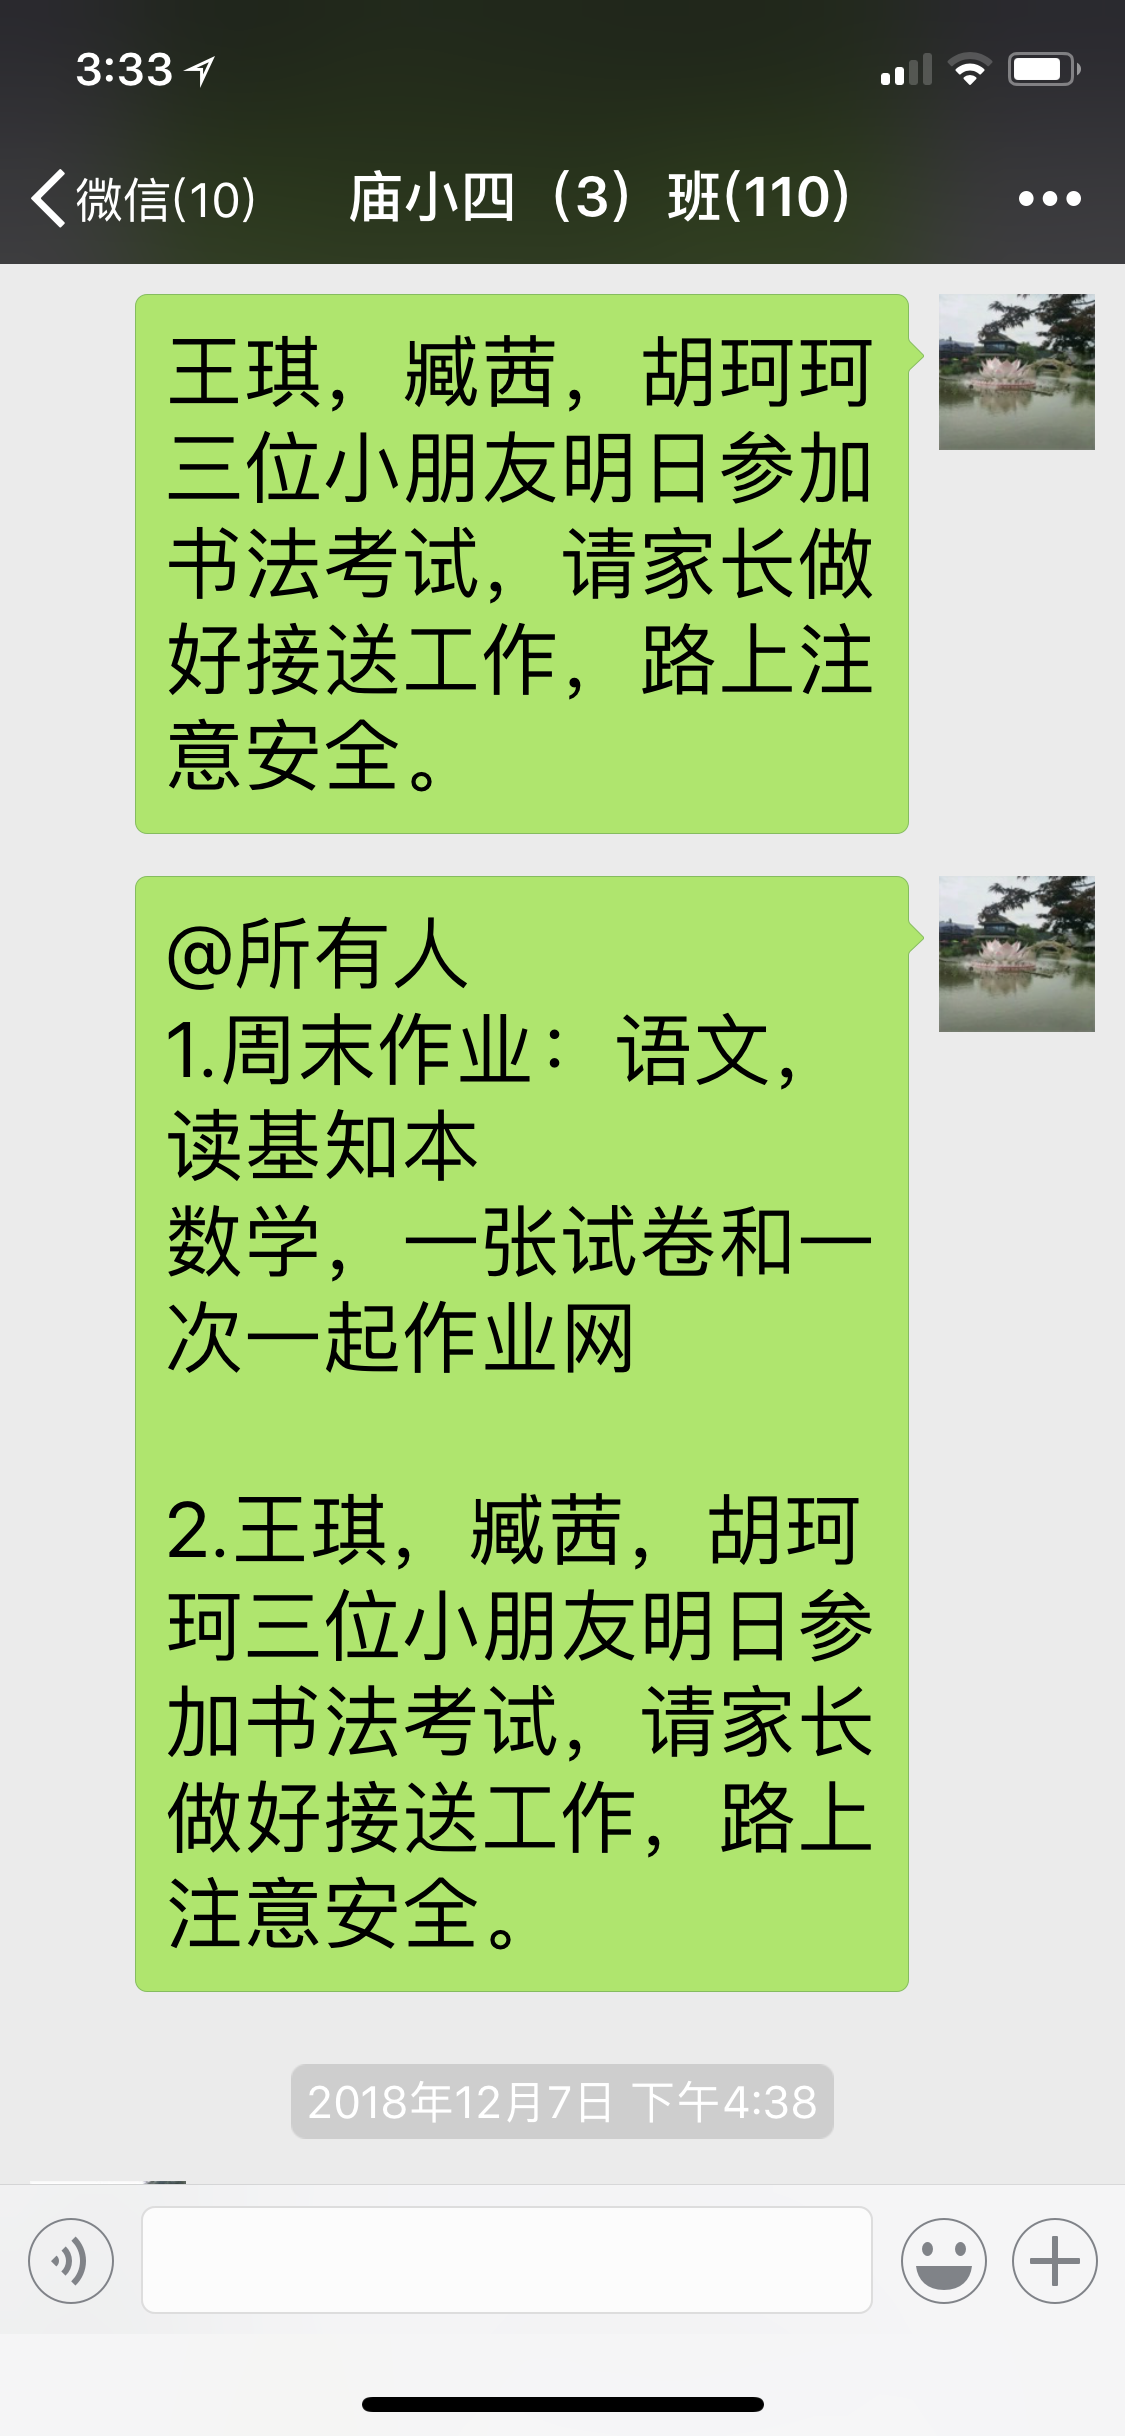 3:33
微信(10)
庙小四（3）班(110)
王琪，臧茜，胡珂珂
三位小朋友明日参加
书法考试，请家长做
好接送工作，路上注
意安全。
@所有人
1.周末作业：语文，
读基知本
数学，一张试卷和一
次一起作业网
2.王琪，臧茜，胡珂
珂三位小朋友明日参
加书法考试，请家长
做好接送工作，路上
注意安全。
2018年12月7日 下午4:38